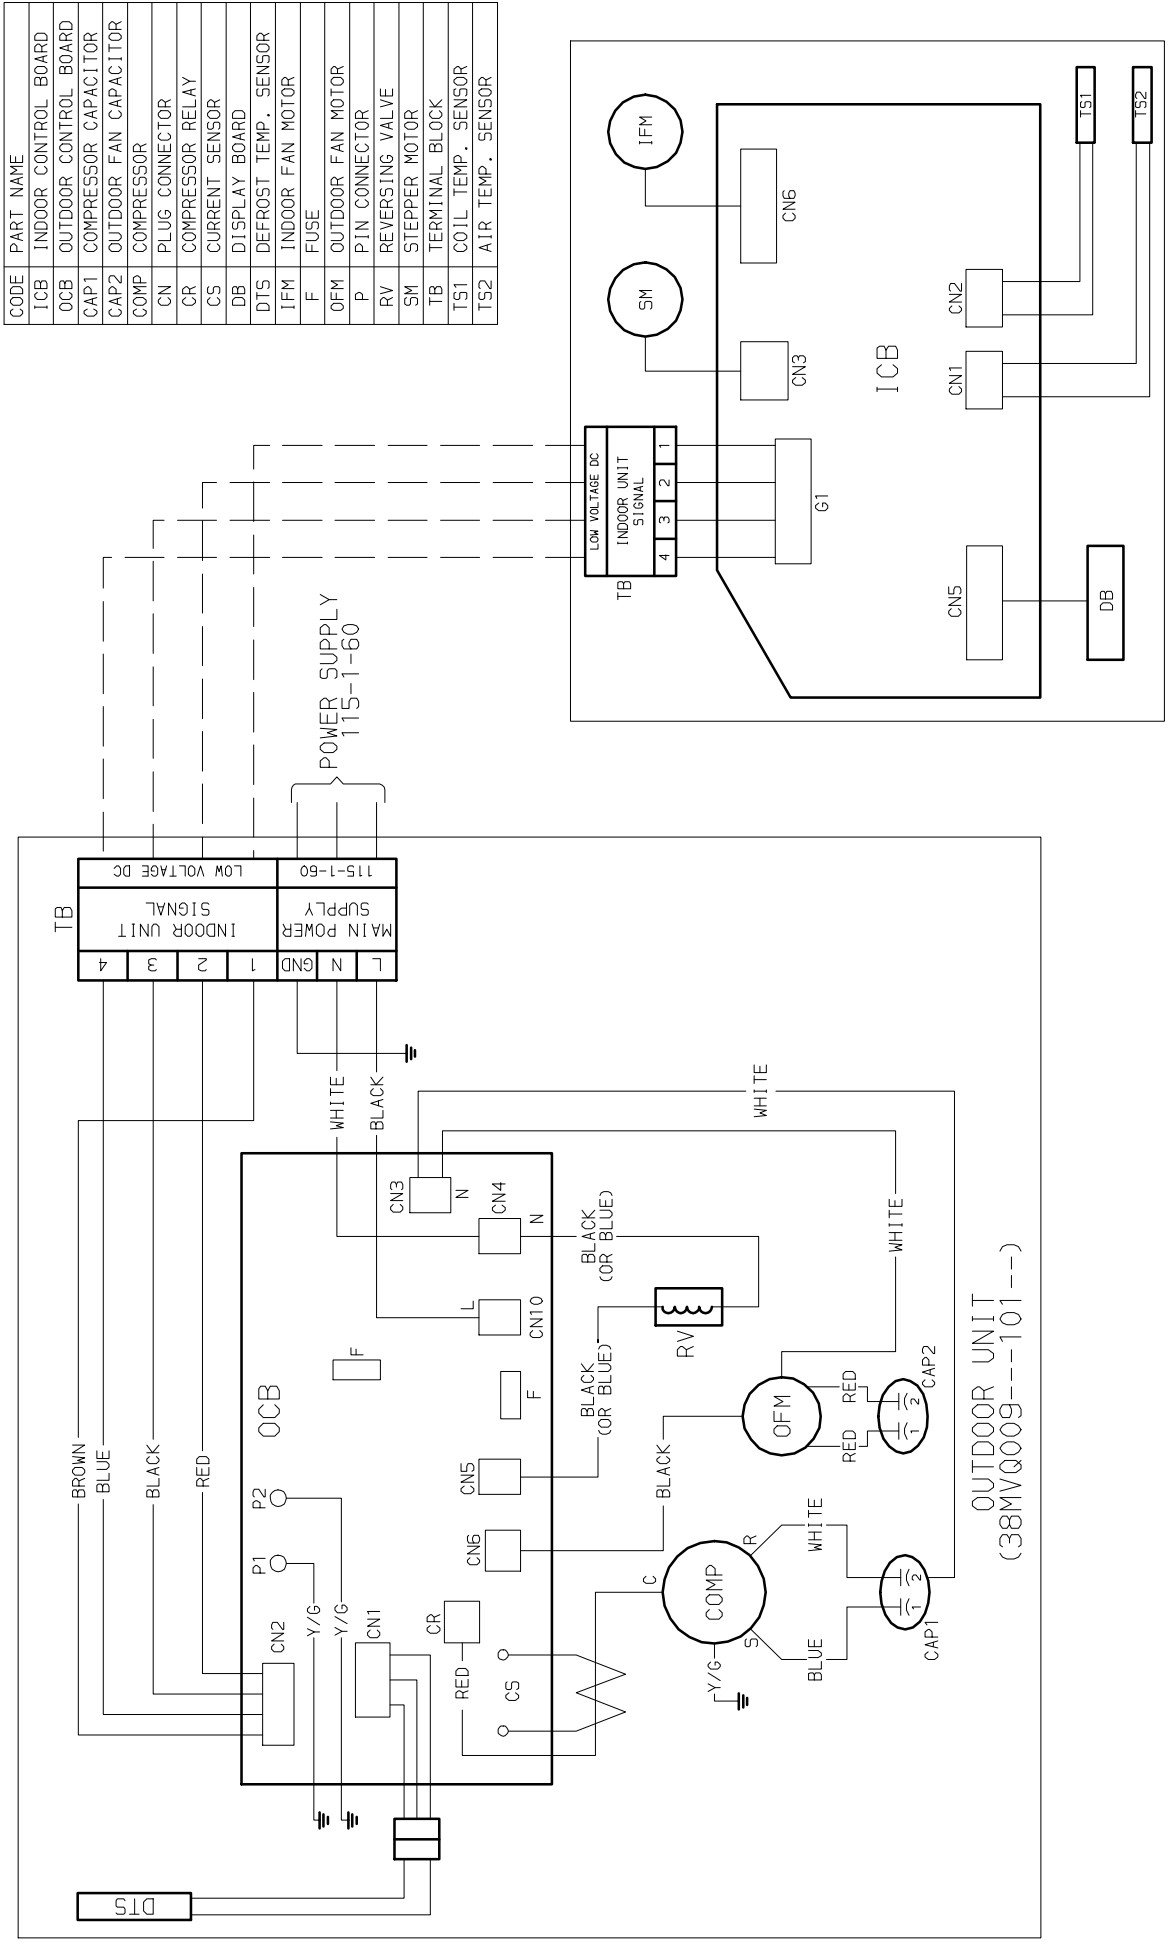 CODE PART NAME
ICB INDOOR CONTROL BOARD
OCB OUTDOOR CONTROL BOARD
CAP1 COMPRESSOR CAPACITOR
CAP2 OUTDOOR FAN CAPACITOR
COMP COMPRESSOR
CN PLUG CONNECTOR
CR COMPRESSOR RELAY
CS CURRENT SENSOR
DB DISPLAY BOARD
DTS DEFROST TEMP. SENSOR
IFM INDOOR FAN MOTOR
F FUSE
OFM OUTDOOR FAN MOTOR
P PIN CONNECTOR
RV REVERSING VALVE
SM STEPPER MOTOR
TB TERMINAL BLOCK
TS1 COIL TEMP. SENSOR
TS2 AIR TEMP. SENSOR
IFM
SM
CN6
CN3
LOW VOLTAGE DC
INDOOR UNIT
SIGNAL
4 3 2 1
TB
G1
ICB
CN5
CN1
CN2
DB
TS1
TS2
POWER SUPPLY
115-1-60
TB
LOW VOLTAGE DC
115-1-60
INDOOR UNIT
SIGNAL
MAIN POWER
SUPPLY
4
3
2
1
GND
N
L
BROWN
BLUE
BLACK
RED
WHITE
BLACK
OCB
P1
P2
Y/G
Y/G
CN2
CN1
F
F
CN3
N
CN4
N
L
CN10
CN5
CN6
CR
RED
CS
DTS
WHITE
WHITE
BLACK
(OR BLUE)
BLACK
(OR BLUE)
RV
BLACK
OFM
RED
RED
1 2
CAP2
C
COMP
S
R
Y/G
BLUE
WHITE
1 2
CAP1
OUTDOOR UNIT
(38MVQ009---101--)